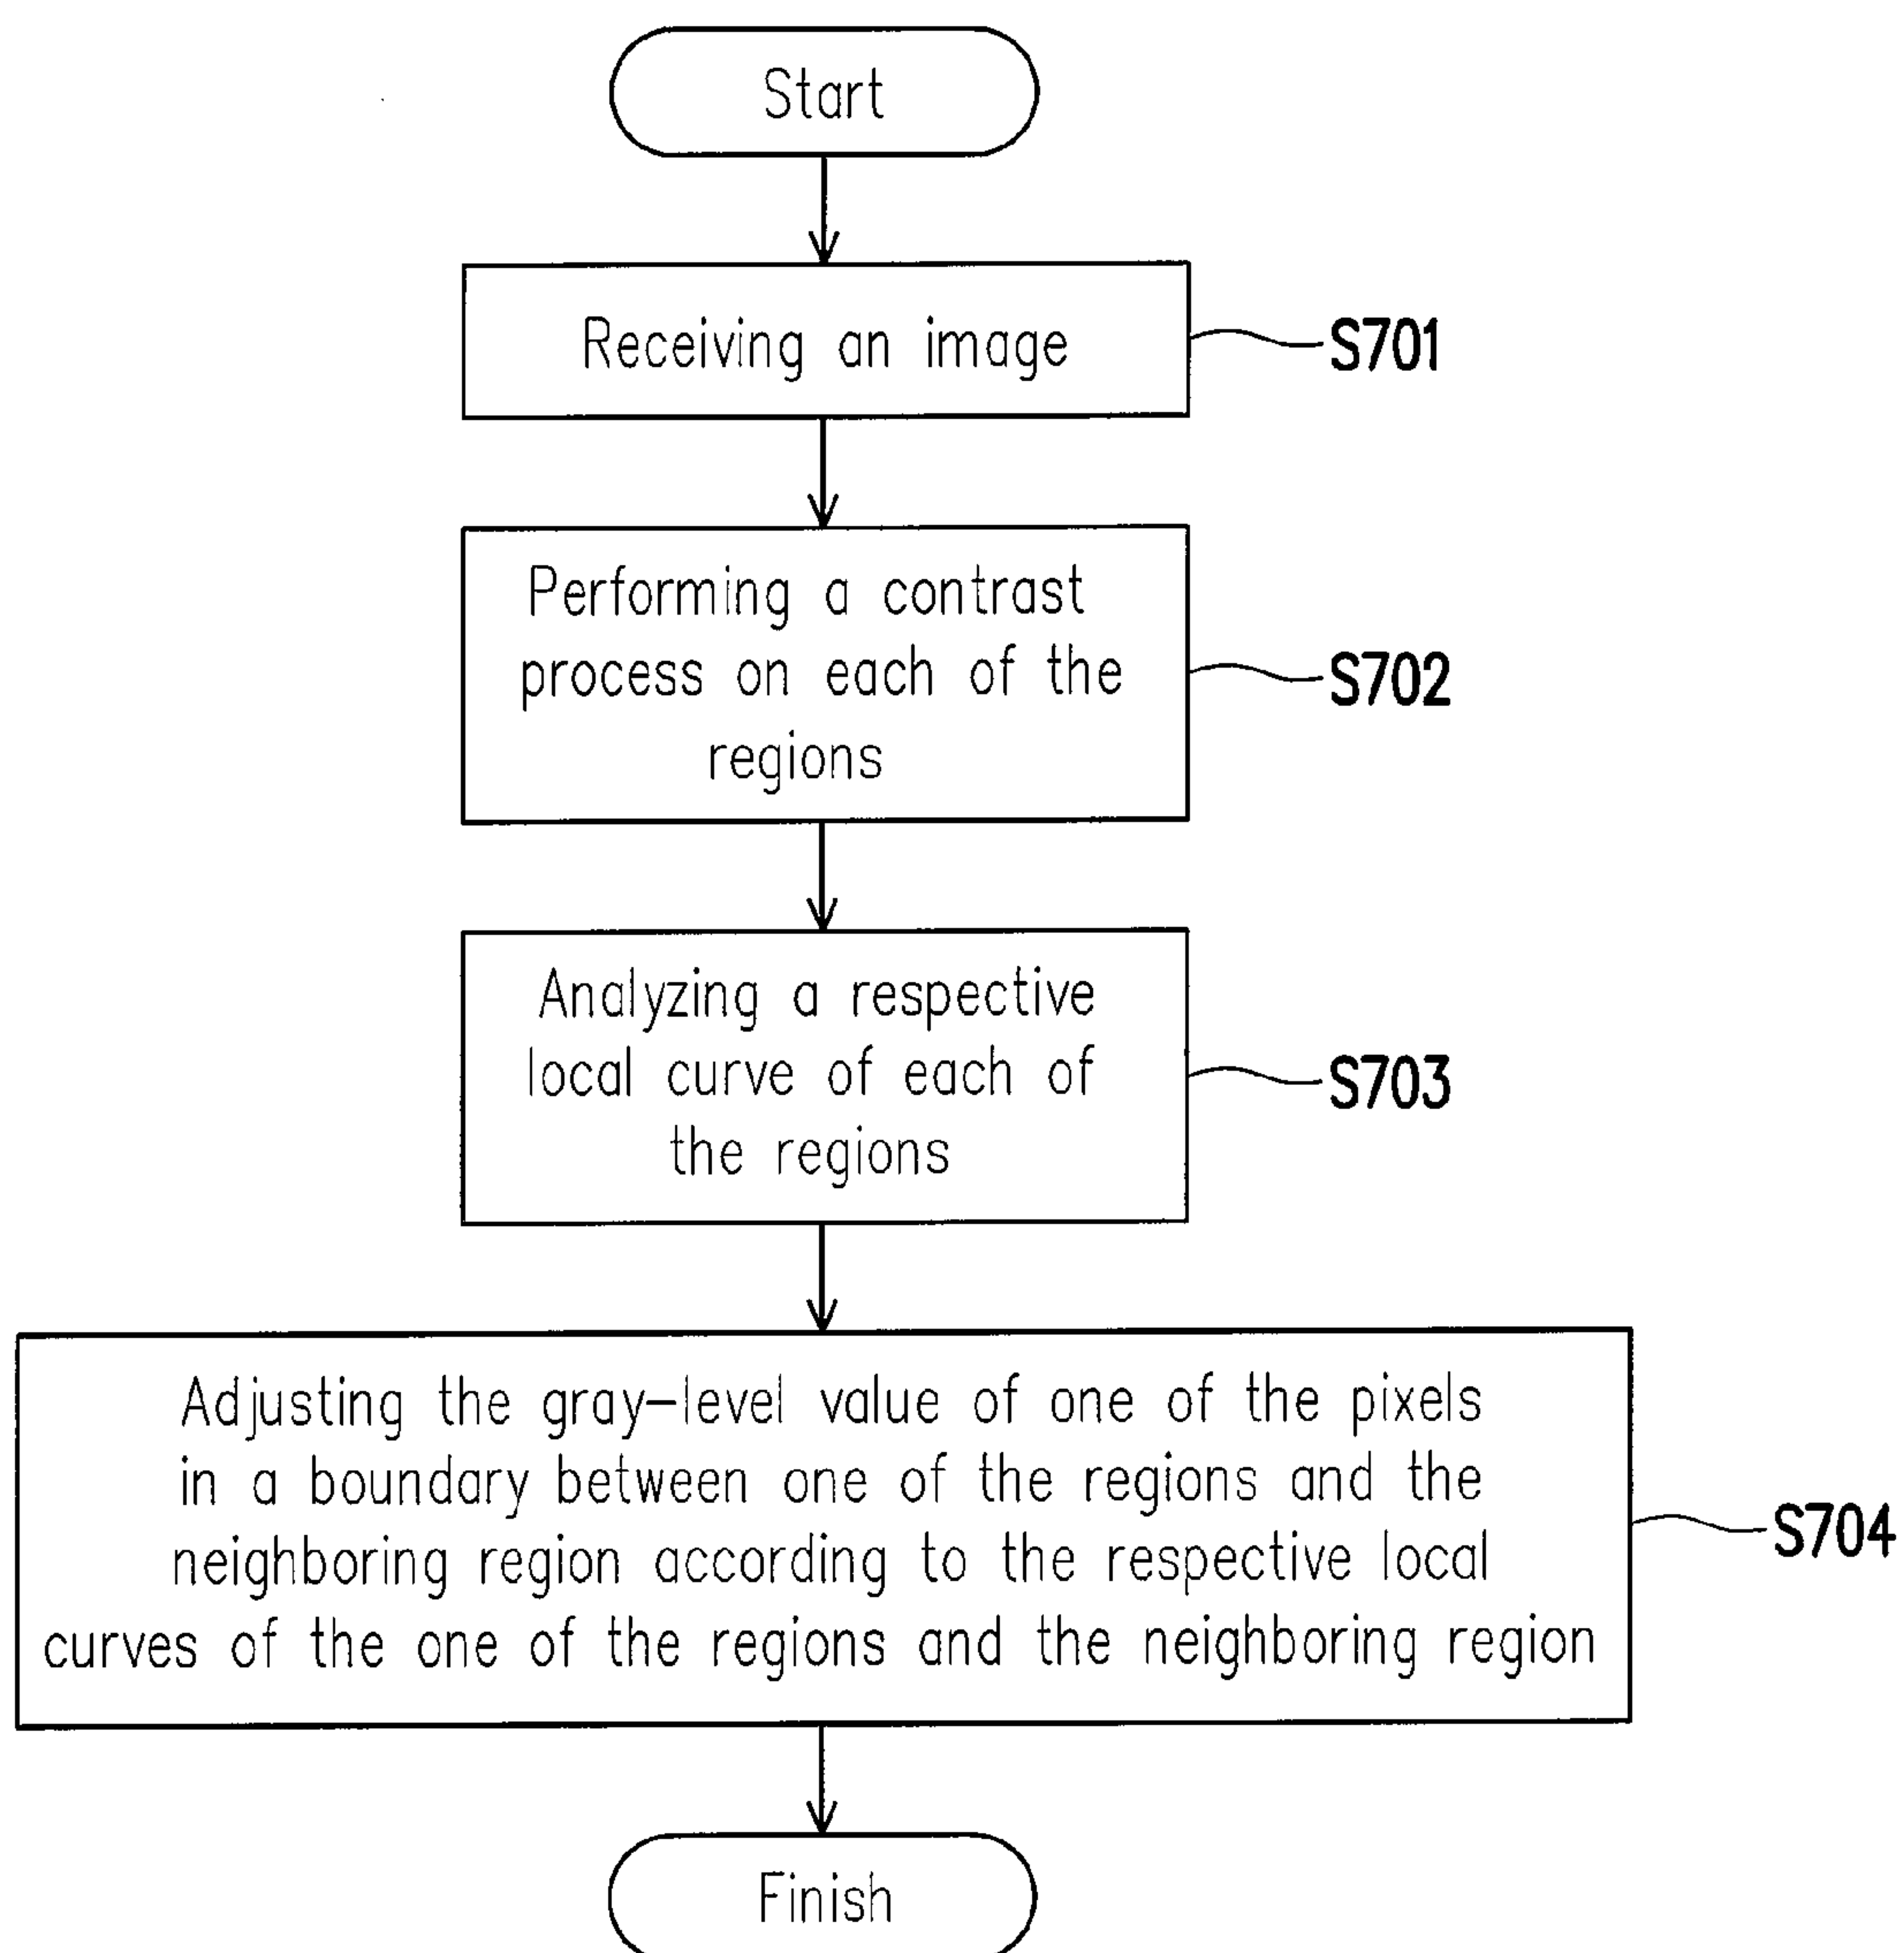 Start
Receiving an image
S701
Performing a contrast
process on each of the
regions
S702
Analyzing a respective
local curve of each of
the regions
S703
Adjusting the gray-level value of one of the pixels
in a boundary between one of the regions and the
neighboring region according to the respective local
curves of the one of the regions and the neighboring region
S704
Finish